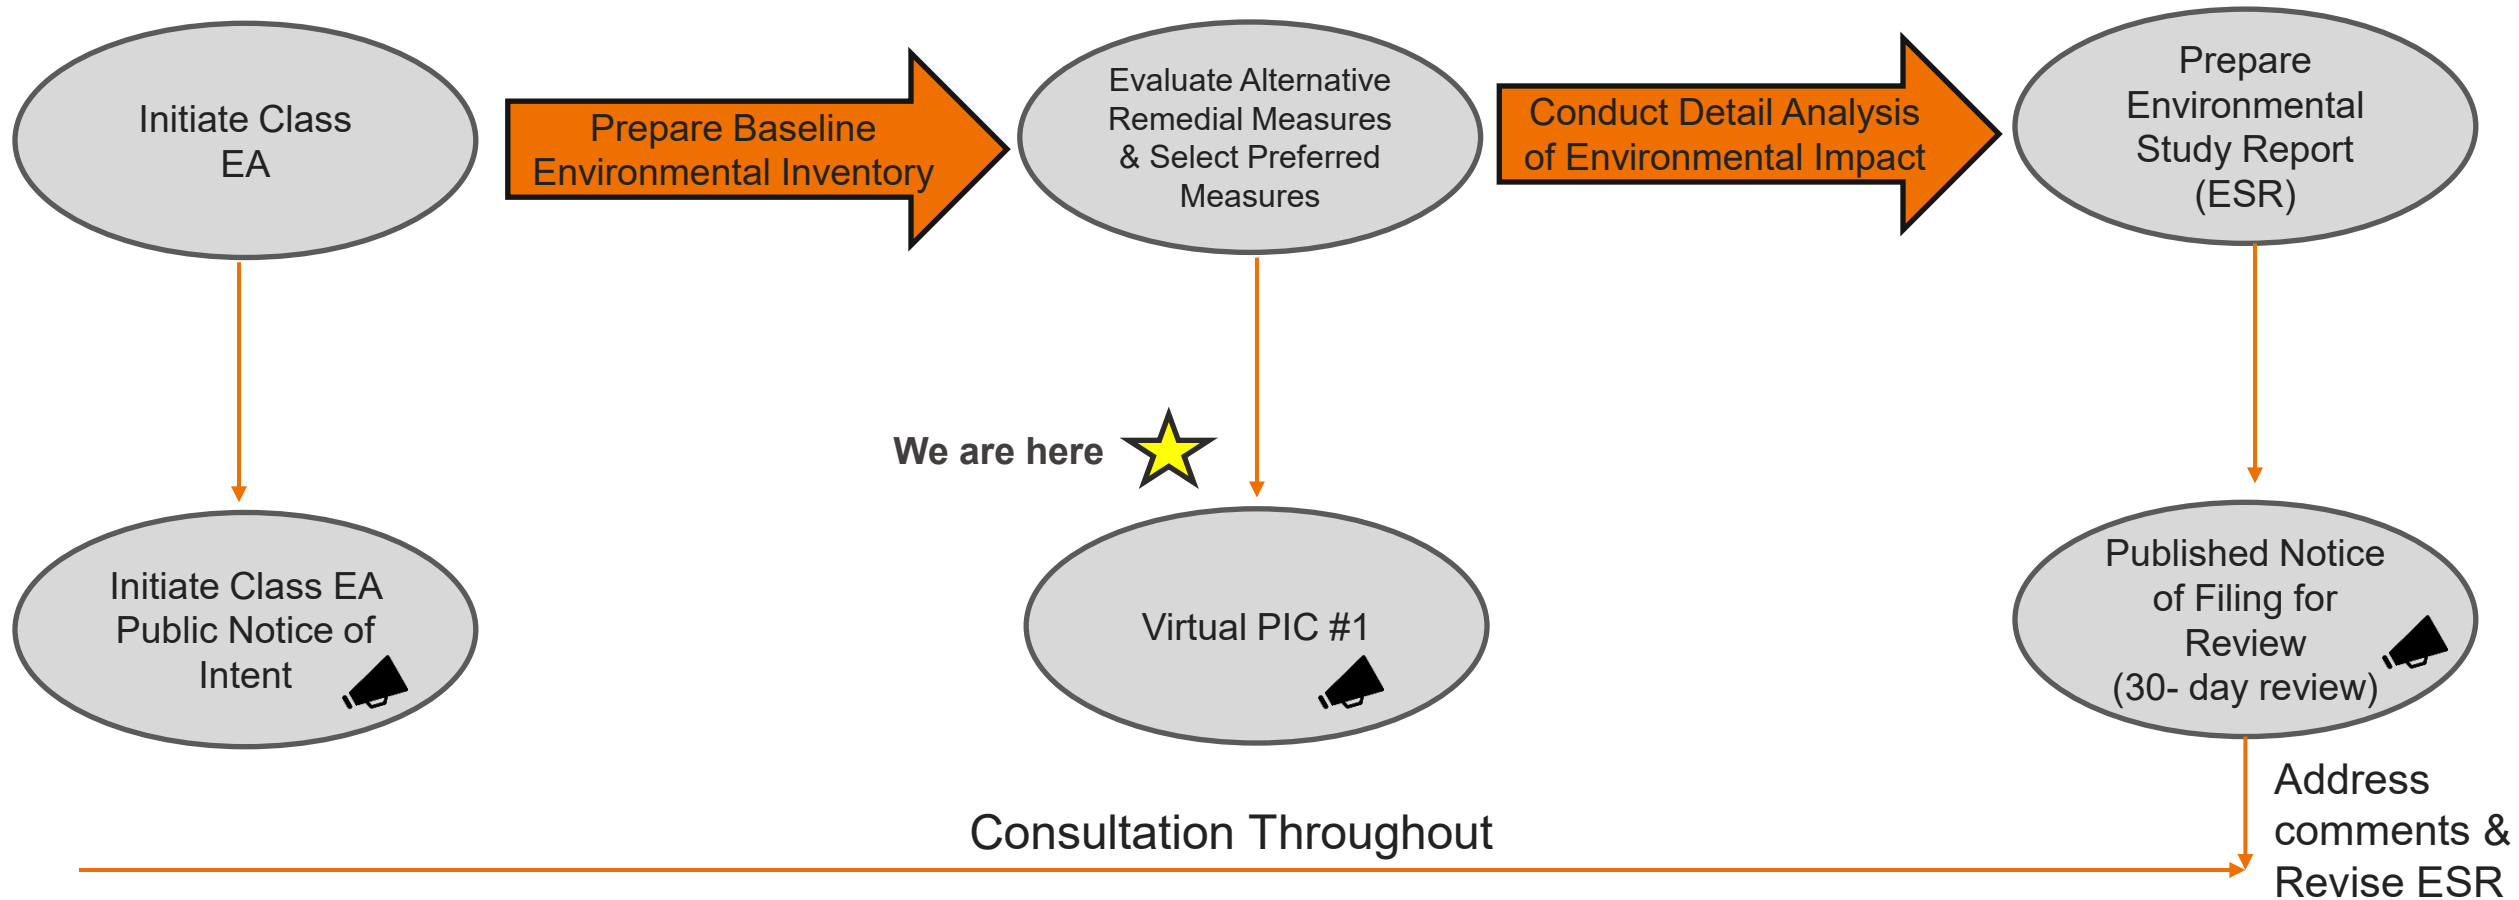 Initiate Class
EA
Prepare Baseline
Environmental Inventory
Evaluate Alternative
Remedial Measures
& Select Preferred
Measures
Conduct Detail Analysis
of Environmental Impact
Prepare
Environmental
Study Report
(ESR)
We are here
Initiate Class EA
Public Notice of
Intent
Virtual PIC #1
Published Notice
of Filing for
Review
(30- day review)
Consultation Throughout
Address
comments &
Revise ESR